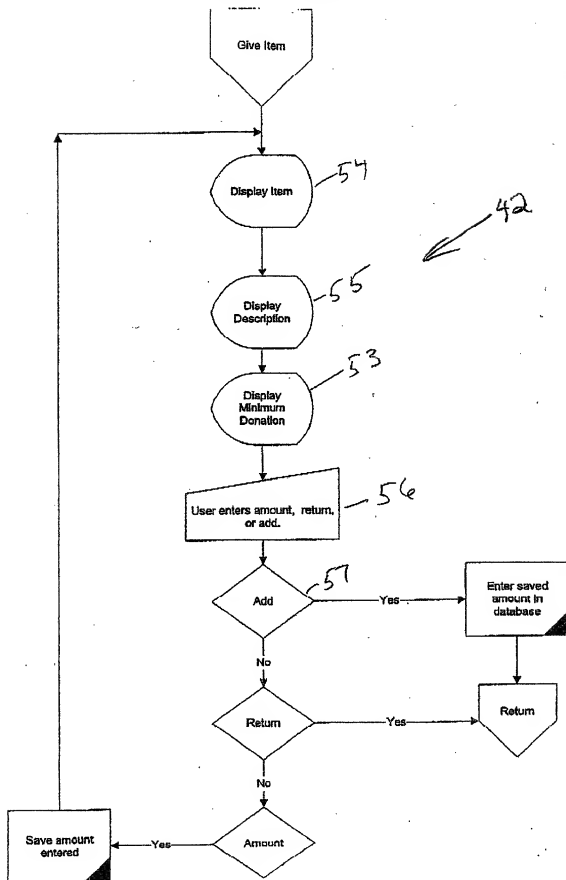 Give Item
Display Item
54
42
Display
Description
55
Display
Minimum
Donation
53
User enters amount, return,
or add.
56
Add
57
Yes
Enter saved
amount in
database
No
Return
Yes
Return
No
Amount
Yes
Save amount
entered